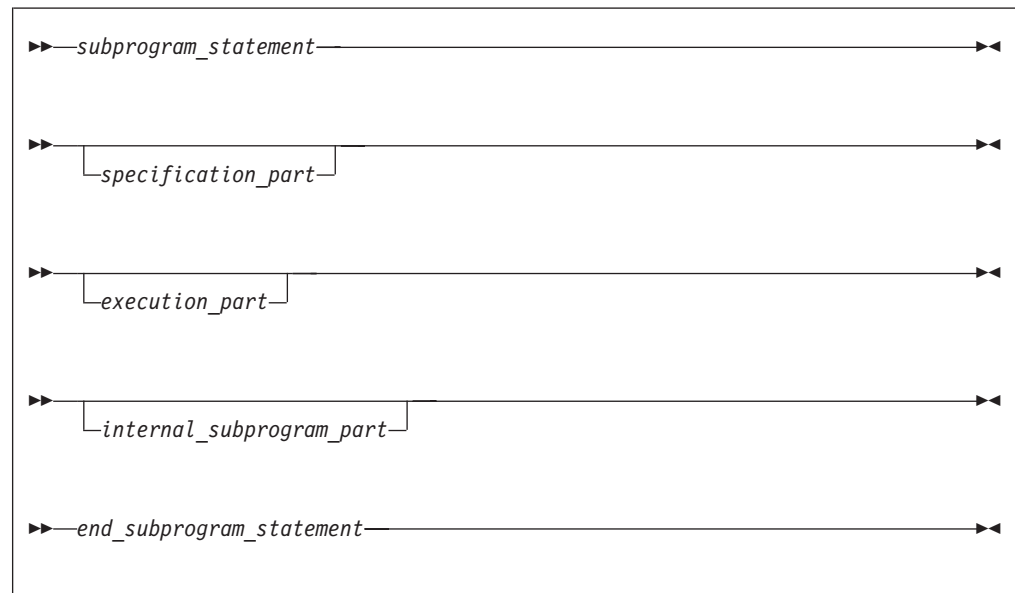 subprogram_statement
specification_part
execution_part
internal_subprogram_part
end_subprogram_statement